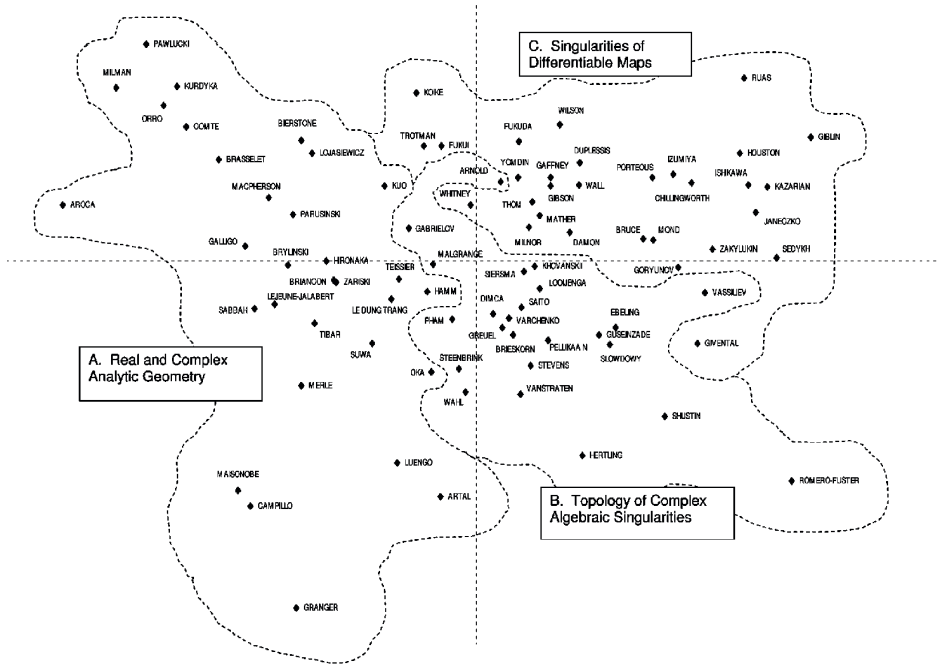 C. Singularities of
Differentiable Maps
PAWLUCKI
MILMAN
KURDYKA
RUAS
KOIKE
ORRO
COMTE
WILSON
BIERSTONE
FUKUDA
GIBLIN
TROTMAN
FUKUI
LOJASIEWICZ
DUPLESSIS
HOUSTON
BRASSELET
YOMDIN
GAFFNEY
PORTEOUS
IZUMIYA
ARNOLD
ISHIKAWA
MACPHERSON
KUO
WALL
KAZARIAN
WHITNEY
GIBSON
CHILLINGWORTH
AROCA
THOM
PARUSINSKI
MATHER
JANECZKO
GABRIELOV
MILNOR
DAMON
BRUCE
MOND
GALLIGO
ZAKYLUKIN
SEDYKH
BRYLINSKI
HIRONAKA
MALGRANGE
TEISSIER
SIERSMA
KHOVANSKI
GORYUNOV
BRIANCON
ZARISKI
LOOIJENGA
HAMM
VASSILIEV
LEJEUNE-JALABERT
SABBAH
LE DUNG TRANG
DIMCA
SAITO
TIBAR
PHAM
VARCHENKO
EBELING
GREUEL
GUSEINZADE
SUWA
BRIESKORN
PELLIKAAN
SLOWDOWY
GIVENTAL
A. Real and Complex
Analytic Geometry
STEENBRINK
STEVENS
OKA
MERLE
WAHL
VANSTRATEN
SHUSTIN
HERTLING
LUENGO
MAISONOBE
ROMERO-FUSTER
ARTAL
CAMPILLO
B. Topology of Complex
Algebraic Singularities
GRANGER